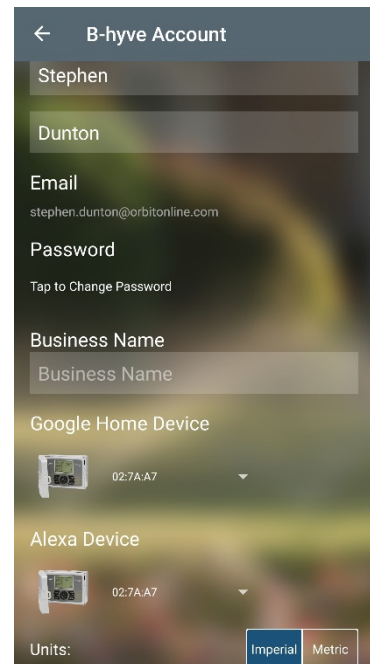 B-hyve Account
Stephen
Dunton
Email
stephen.dunton@orbitonline.com
Password
Tap to Change Password
Business Name
Business Name
Google Home Device
02:7A:A7
Alexa Device
02:7A:A7
Units: Imperial Metric